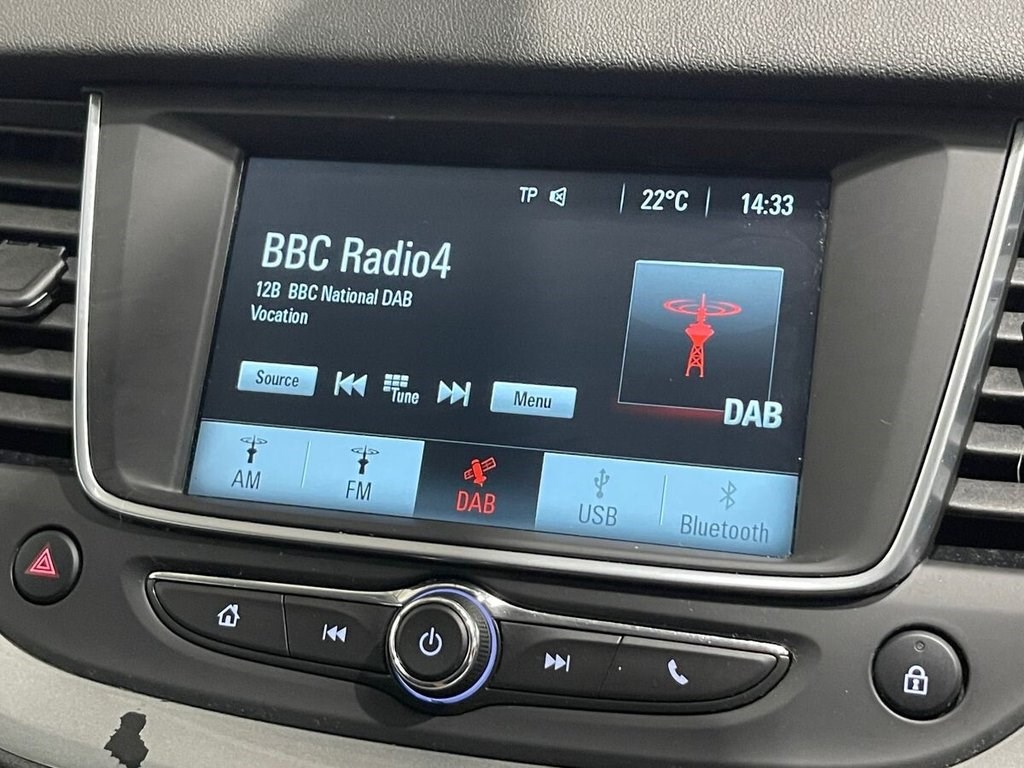 TP 22°C 14:33
BBC Radio4
12B BBC National DAB
Vocation
Source Tune Menu
DAB
AM FM DAB USB Bluetooth